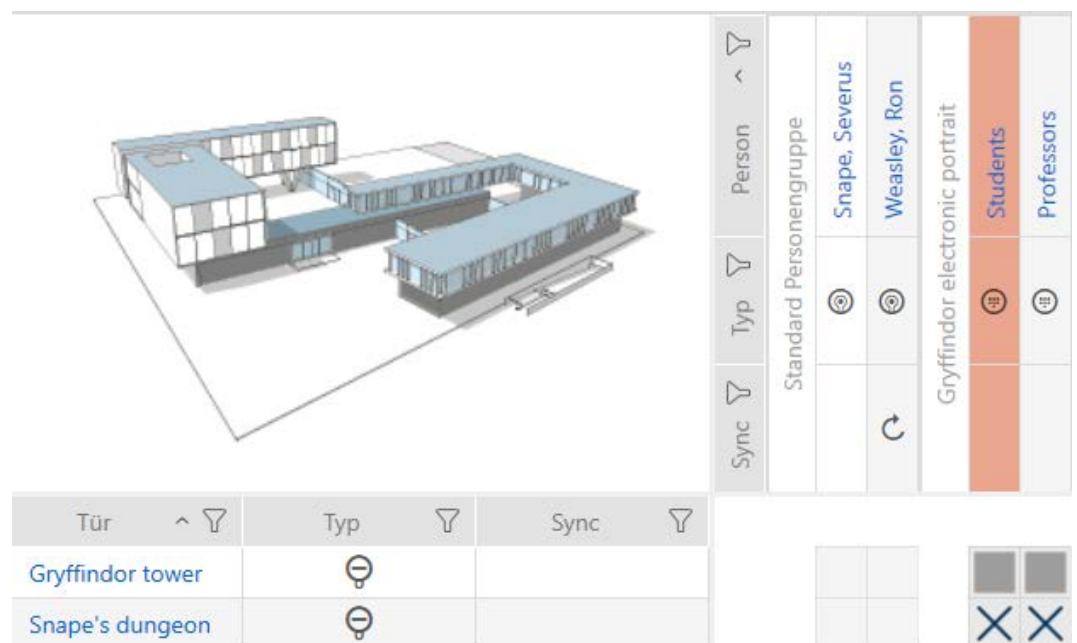 Person
Typ
Sync
Standard Personengruppe
Snape, Severus
Weasley, Ron
Gryffindor electronic portrait
Students
Professors
Tür
Typ
Sync
Gryffindor tower
Snape's dungeon